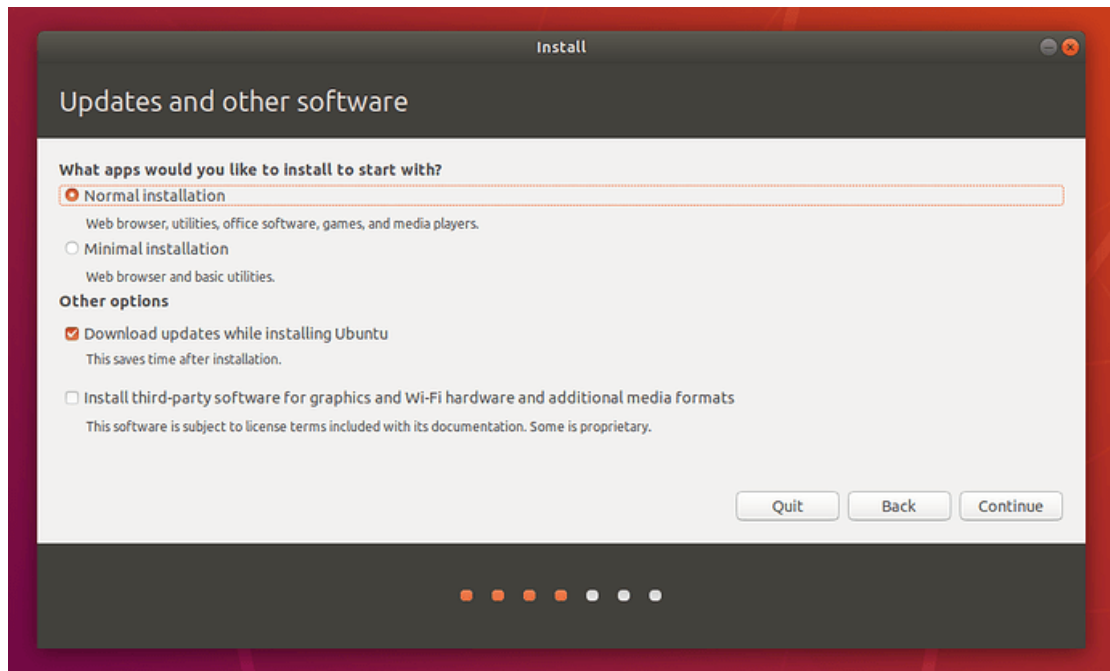 Install
Updates and other software
What apps would you like to install to start with?
Normal installation
Web browser, utilities, office software, games, and media players.
Minimal installation
Web browser and basic utilities.
Other options
Download updates while installing Ubuntu
This saves time after installation.
Install third-party software for graphics and Wi-Fi hardware and additional media formats
This software is subject to license terms included with its documentation. Some is proprietary.
Quit Back Continue